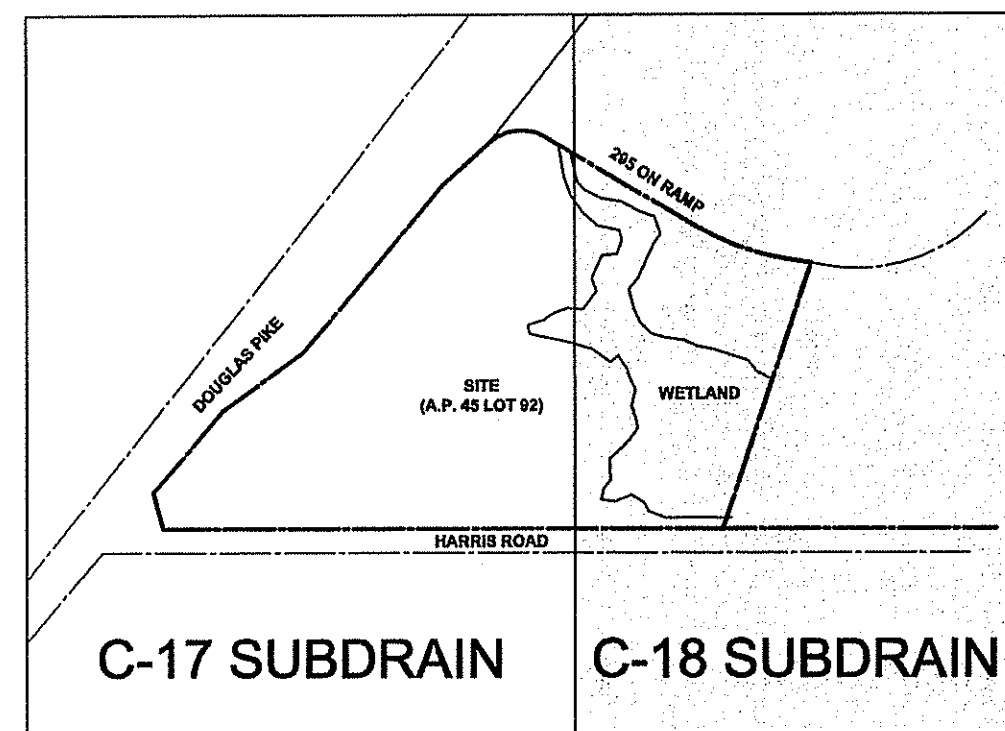 295 ON RAMP
DOUGLAS PIKE
SITE
(A.P. 45 LOT 92)
WETLAND
HARRIS ROAD
C-17 SUBDRAIN
C-18 SUBDRAIN